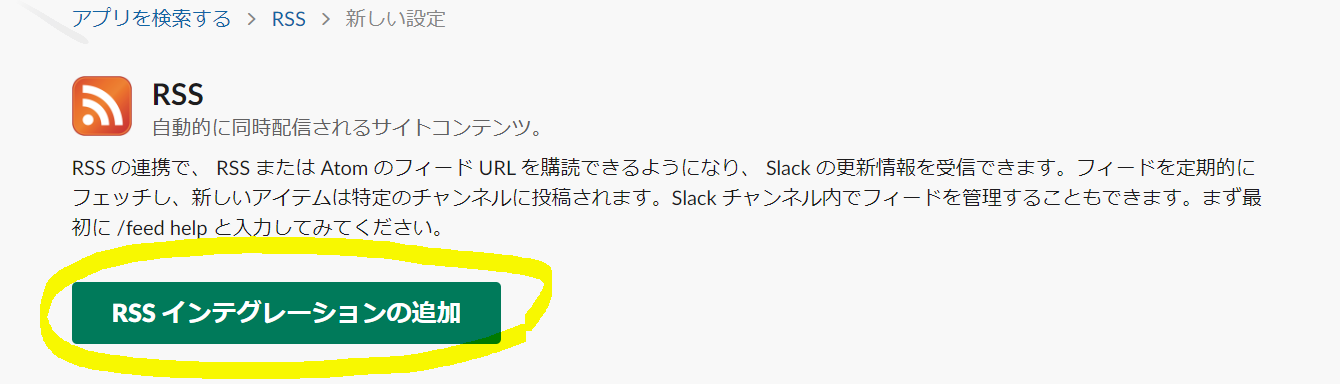 アプリを検索する > RSS > 新しい設定
RSS
自動的に同時配信されるサイトコンテンツ。
RSS の連携で、 RSS または Atom のフィード URL を購読できるようになり、 Slack の更新情報を受信できます。フィードを定期的に
フェッチし、新しいアイテムは特定のチャンネルに投稿されます。Slack チャンネル内でフィードを管理することもできます。まず最
初に /feed help と入力してみてください。
RSS インテグレーションの追加